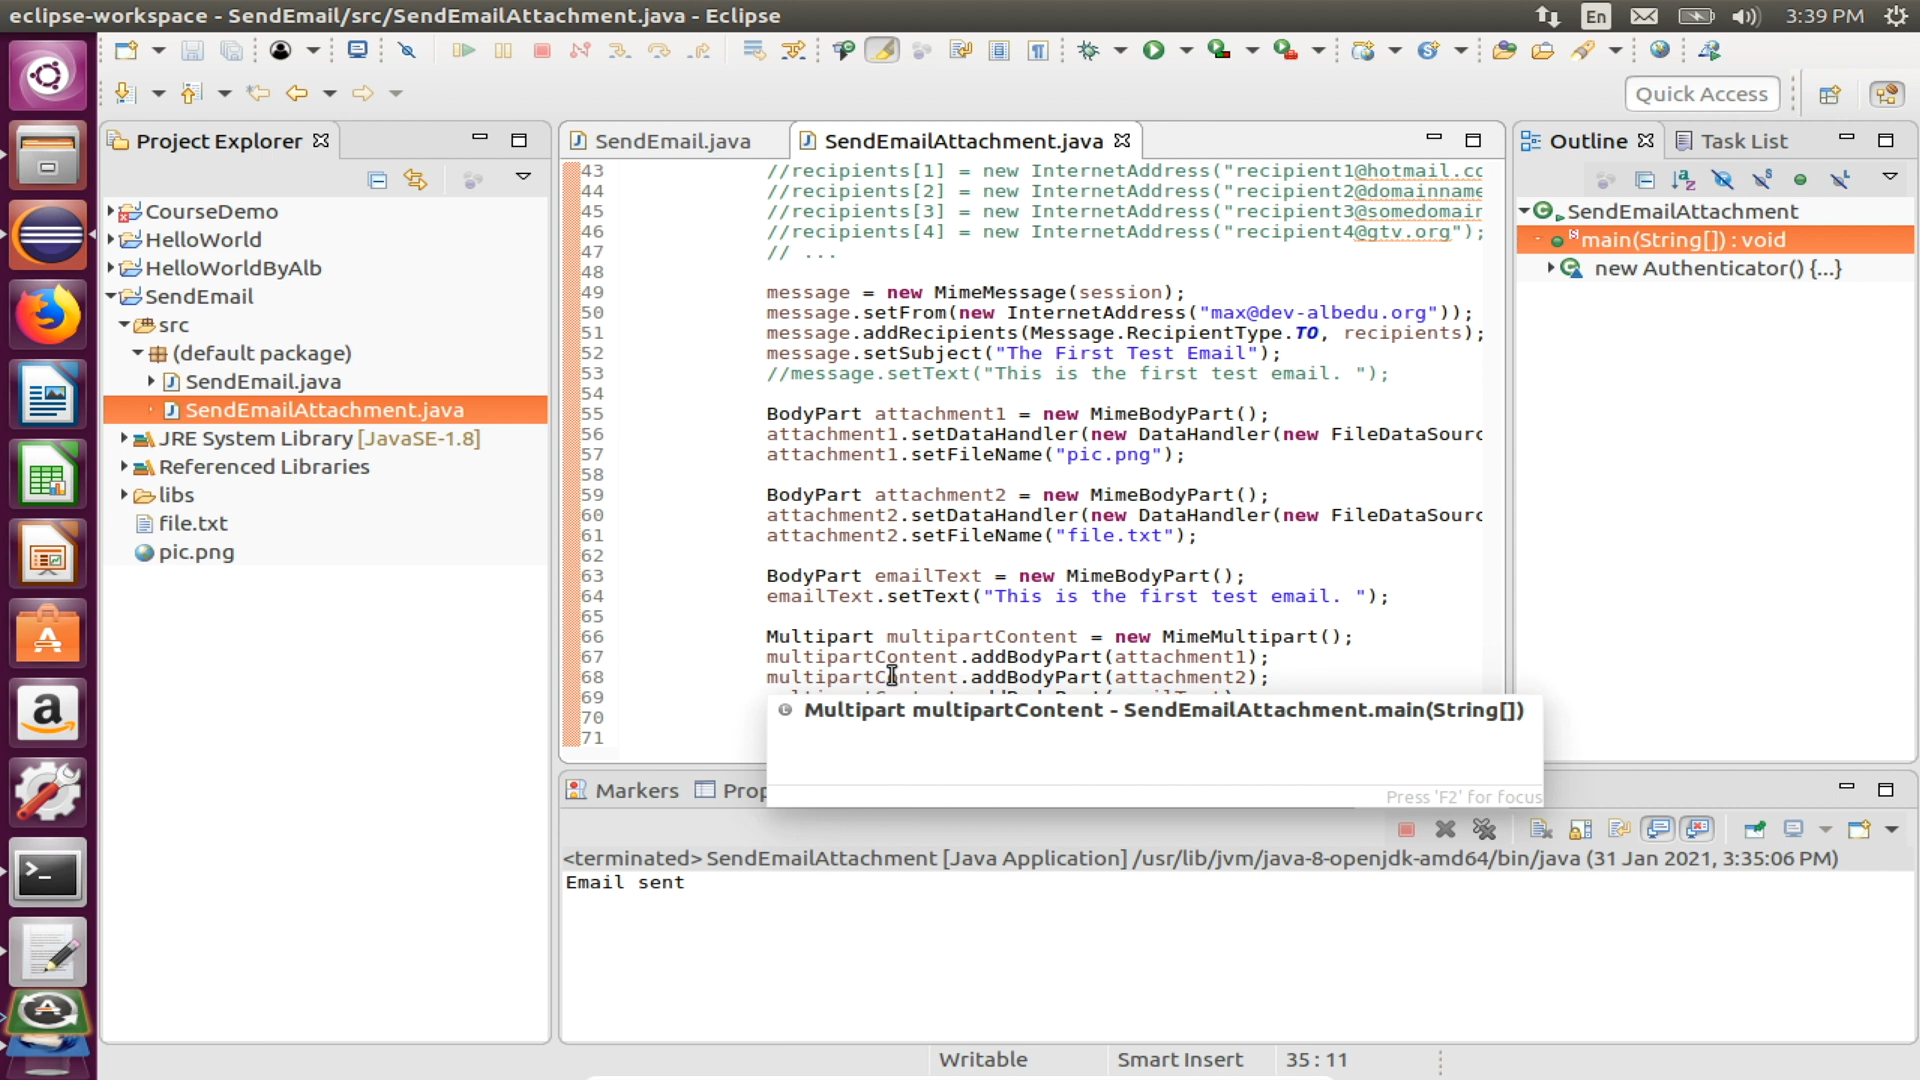 eclipse-workspace - SendEmail/src/SendEmailAttachment.java - Eclipse
En
3:39 PM
Quick Access
Project Explorer
CourseDemo
HelloWorld
HelloWorldByAlb
SendEmail
src
(default package)
SendEmail.java
SendEmailAttachment.java
JRE System Library [JavaSE-1.8]
Referenced Libraries
libs
file.txt
pic.png
SendEmail.java
SendEmailAttachment.java
43 //recipients[1] = new InternetAddress("recipient1@hotmail.cc
44 //recipients[2] = new InternetAddress("recipient2@domainname
45 //recipients[3] = new InternetAddress("recipient3@somedomain
46 //recipients[4] = new InternetAddress("recipient4@gtv.org");
47 // ...
48
49 message = new MimeMessage(session);
50 message.setFrom(new InternetAddress("max@dev-albedu.org"));
51 message.addRecipients(Message.RecipientType.TO, recipients);
52 message.setSubject("The First Test Email");
53 //message.setText("This is the first test email. ");
54
55 BodyPart attachment1 = new MimeBodyPart();
56 attachment1.setDataHandler(new DataHandler(new FileDataSourc
57 attachment1.setFileName("pic.png");
58
59 BodyPart attachment2 = new MimeBodyPart();
60 attachment2.setDataHandler(new DataHandler(new FileDataSourc
61 attachment2.setFileName("file.txt");
62
63 BodyPart emailText = new MimeBodyPart();
64 emailText.setText("This is the first test email. ");
65
66 Multipart multipartContent = new MimeMultipart();
67 multipartContent.addBodyPart(attachment1);
68 multipartContent.addBodyPart(attachment2);
69
70
71
Multipart multipartContent - SendEmailAttachment.main(String[])
Press 'F2' for focus
Outline
Task List
SendEmailAttachment
main(String[]) : void
new Authenticator() {...}
Markers
Prop
<terminated> SendEmailAttachment [Java Application] /usr/lib/jvm/java-8-openjdk-amd64/bin/java (31 Jan 2021, 3:35:06 PM)
Email sent
Writable
Smart Insert
35 : 11